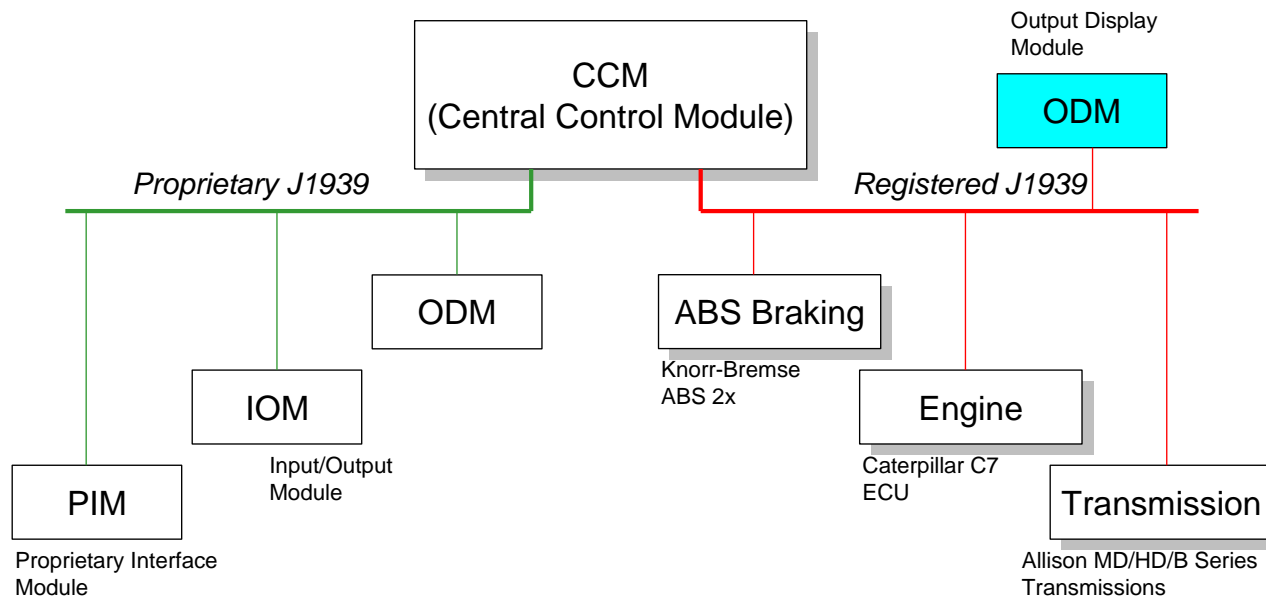 Output Display
Module
CCM
(Central Control Module)
ODM
Proprietary J1939
Registered J1939
ODM
ABS Braking
Knorr-Bremse
ABS 2x
IOM
Input/Output
Module
Engine
Caterpillar C7
ECU
PIM
Proprietary Interface
Module
Transmission
Allison MD/HD/B Series
Transmissions